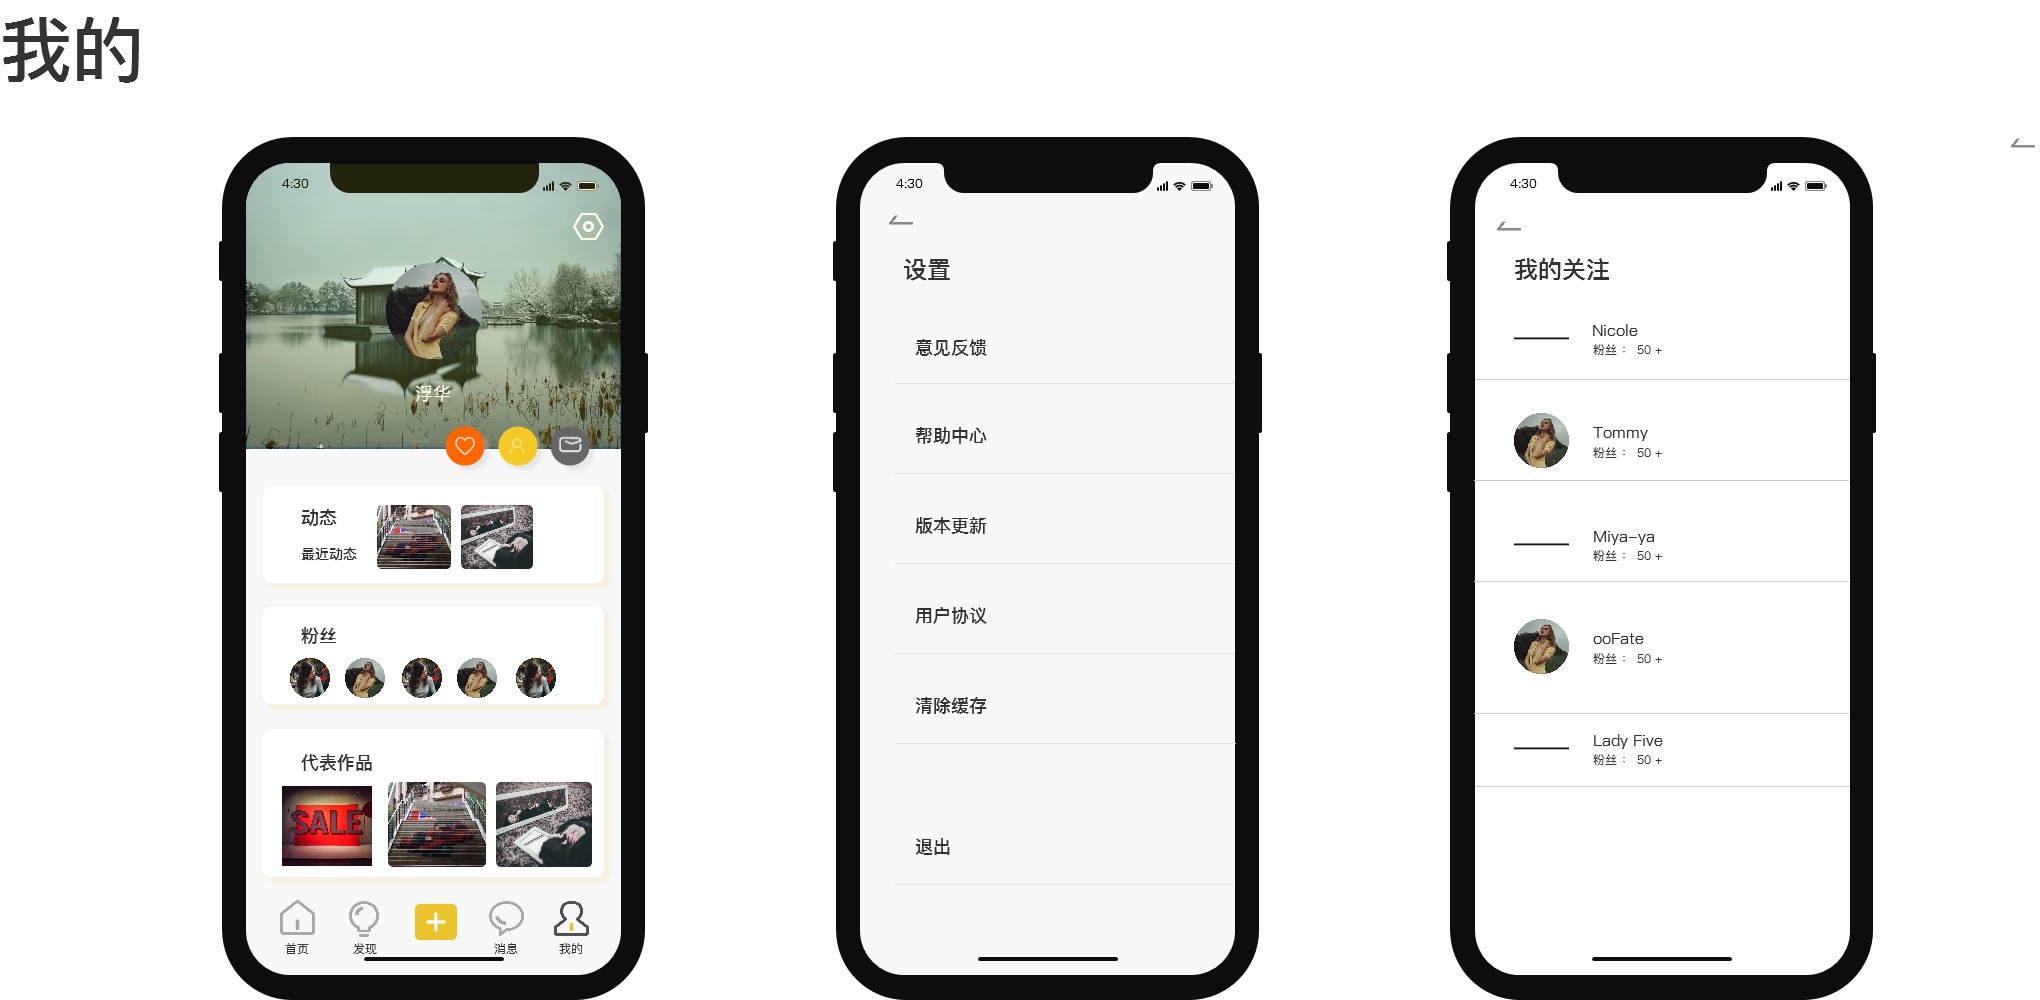 我的
4:30
浮华
动态
最近动态
粉丝
代表作品
SALE
首页
发现
消息
我的
4:30
设置
意见反馈
帮助中心
版本更新
用户协议
清除缓存
退出
4:30
我的关注
Nicole
粉丝： 50 +
Tommy
粉丝： 50 +
Miya-ya
粉丝： 50 +
ooFate
粉丝： 50 +
Lady Five
粉丝： 50 +